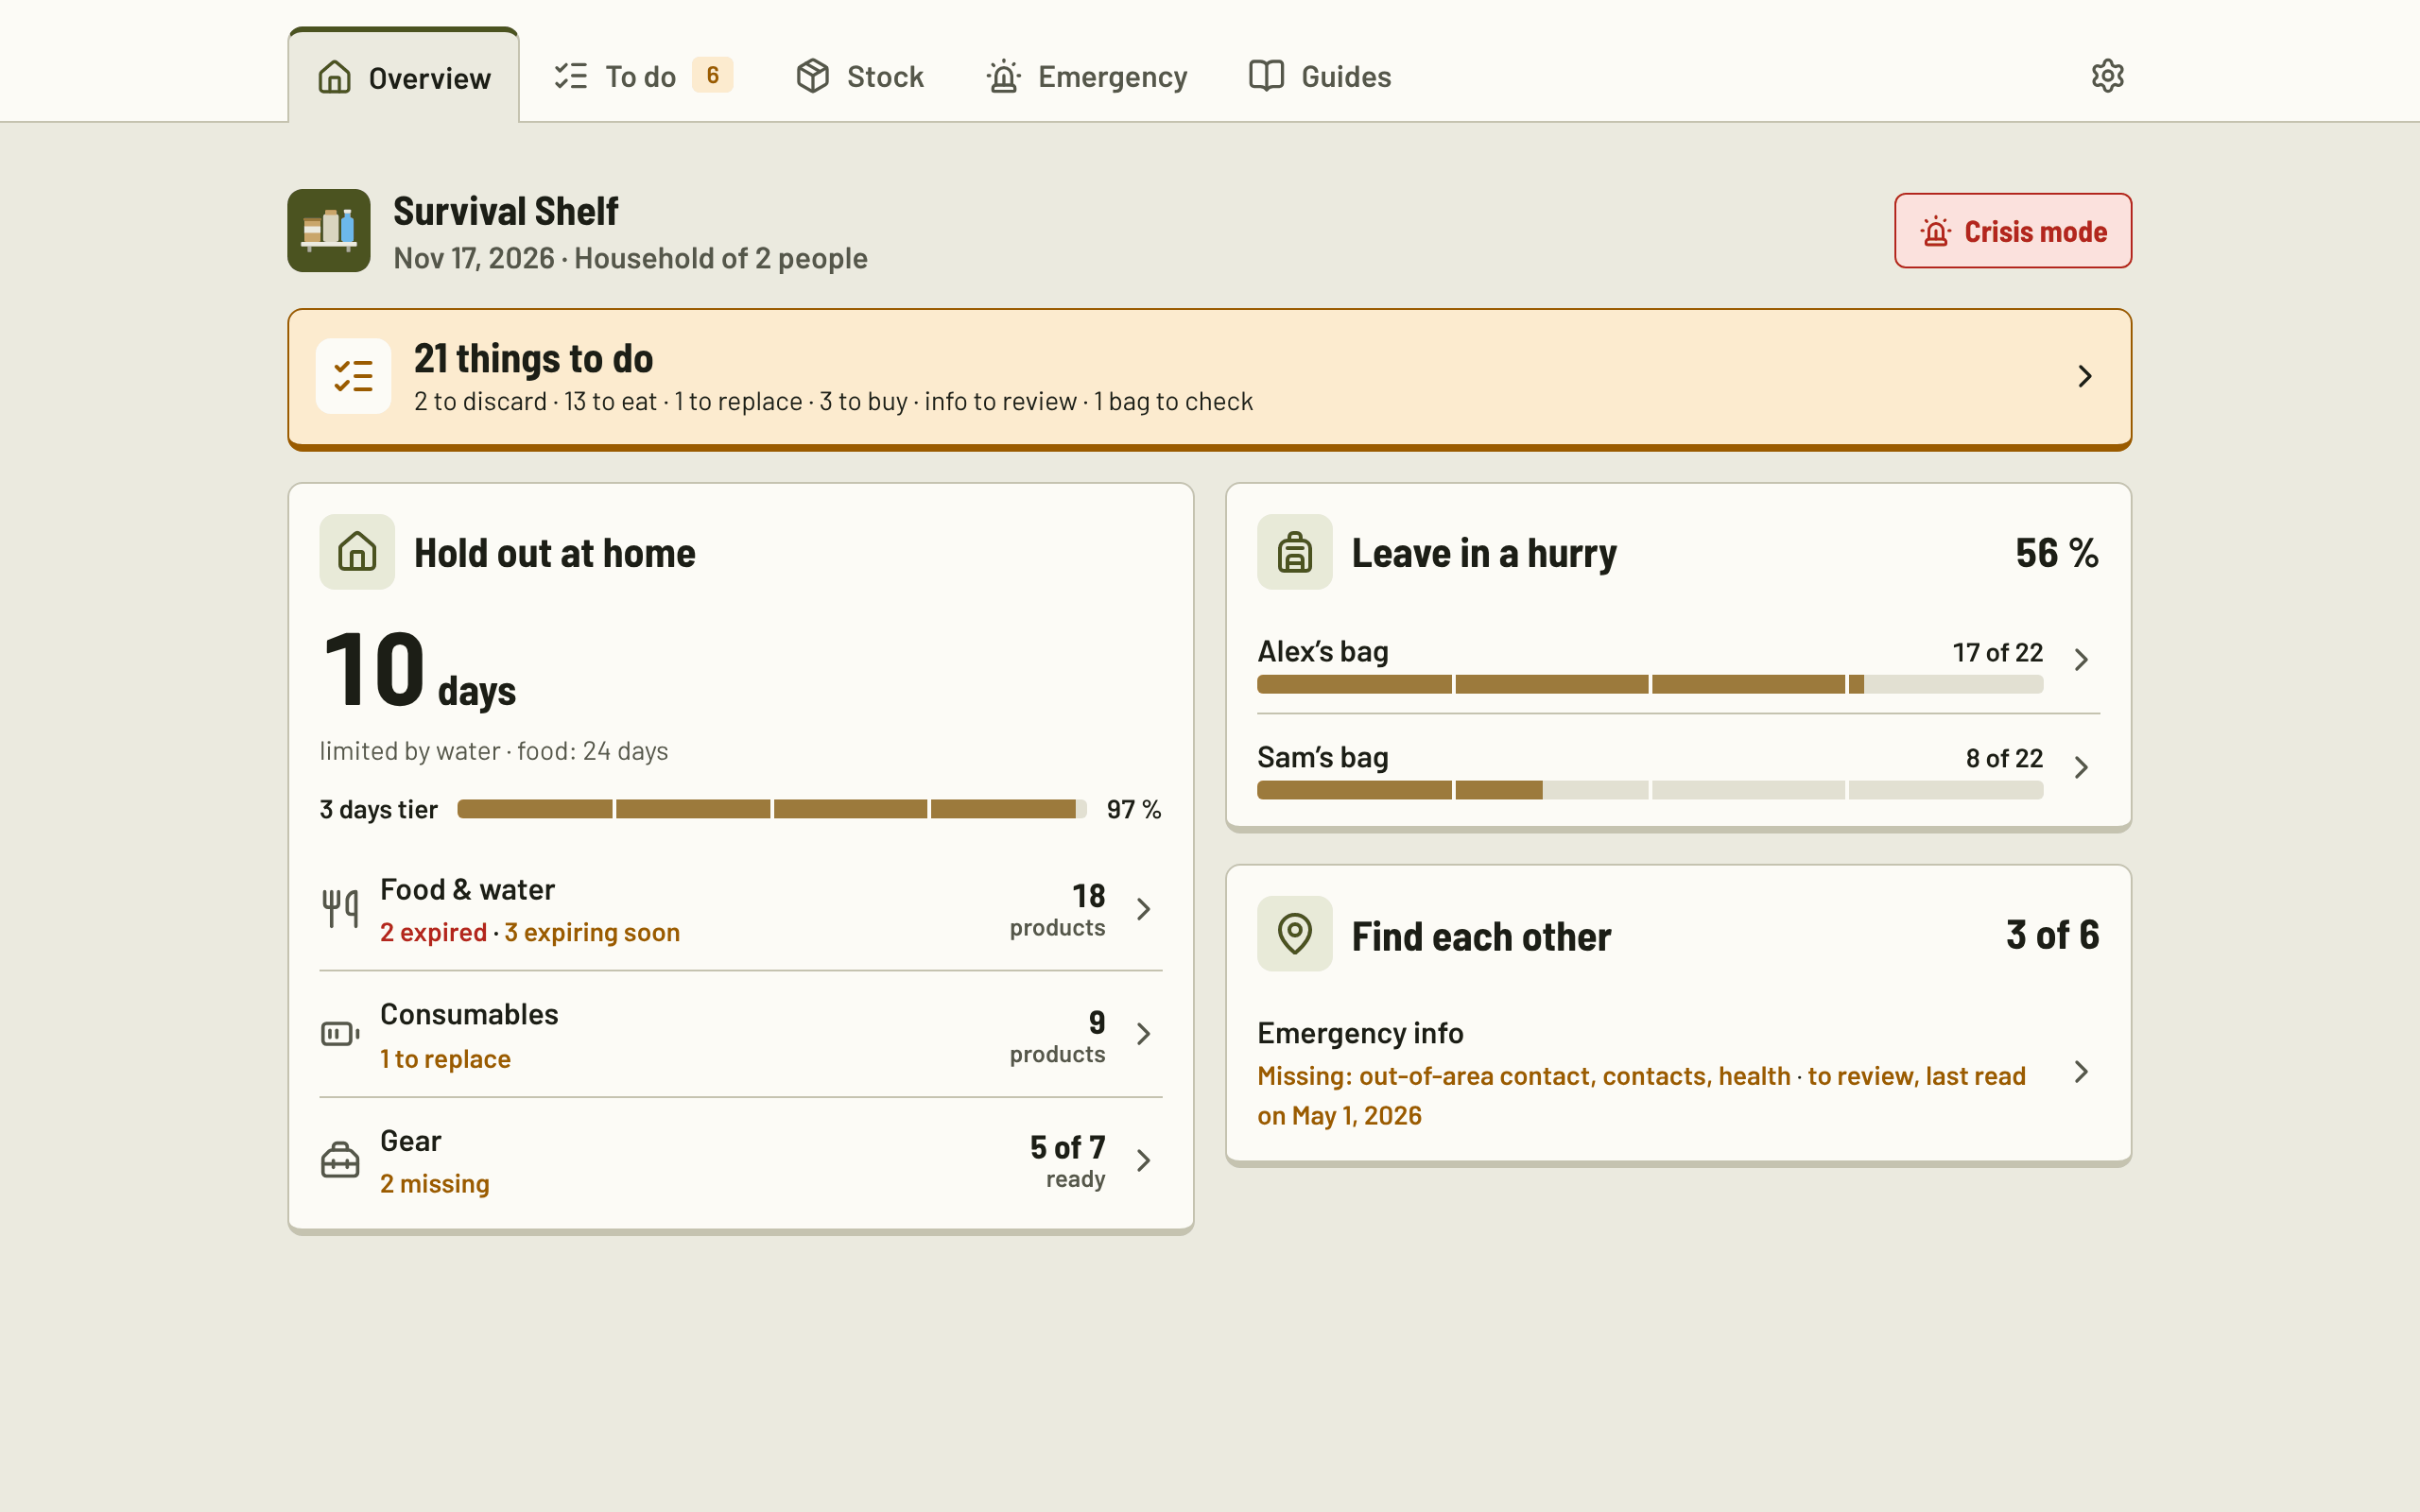 Overview
To do 6
Stock
Emergency
Guides
Survival Shelf
Nov 17, 2026 · Household of 2 people
Crisis mode
21 things to do
2 to discard · 13 to eat · 1 to replace · 3 to buy · info to review · 1 bag to check
Hold out at home
10 days
limited by water · food: 24 days
3 days tier 97 %
Food & water
2 expired · 3 expiring soon
18
products
Consumables
1 to replace
9
products
Gear
2 missing
5 of 7
ready
Leave in a hurry
56 %
Alex’s bag
17 of 22
Sam’s bag
8 of 22
Find each other
3 of 6
Emergency info
Missing: out-of-area contact, contacts, health · to review, last read
on May 1, 2026